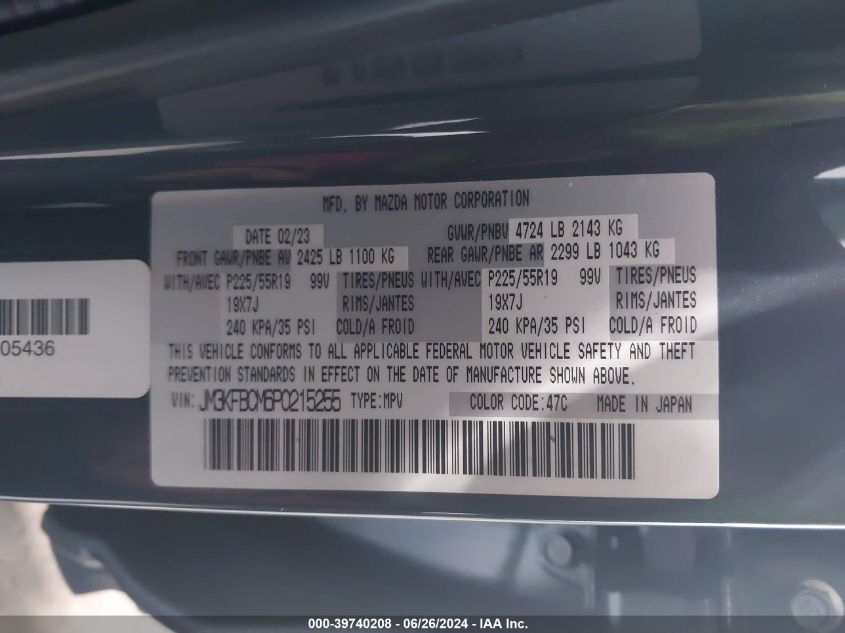 MFD. BY MAZDA MOTOR CORPORATION
DATE 02/23 GVWR/PNBV 4724 LB 2143 KG
FRONT GAWR/PNBE AV 2425 LB 1100 KG REAR GAWR/PNBE AR 2299 LB 1043 KG
WITH/AVEC P225/55R19 99V TIRES/PNEUS WITH/AVEC P225/55R19 99V TIRES/PNEUS
19X7J RIMS/JANTES 19X7J RIMS/JANTES
240 KPA/35 PSI COLD/A FROID 240 KPA/35 PSI COLD/A FROID
THIS VEHICLE CONFORMS TO ALL APPLICABLE FEDERAL MOTOR VEHICLE SAFETY AND THEFT
PREVENTION STANDARDS IN EFFECT ON THE DATE OF MANUFACTURE SHOWN ABOVE.
VIN: JM3KFBCM6P0215255 TYPE:MPV COLOR CODE:47C MADE IN JAPAN
05436
000-39740208 - 06/26/2024 - IAA Inc.